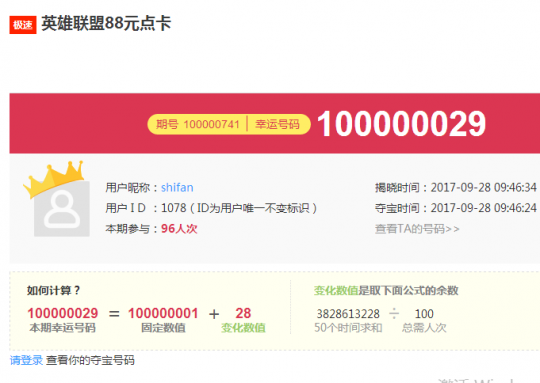 极速 英雄联盟88元点卡
期号 100000741 | 幸运号码 100000029
用户昵称：shifan 揭晓时间：2017-09-28 09:46:34
用户 I D ：1078（ID为用户唯一不变标识） 夺宝时间：2017-09-28 09:46:24
本期参与：96人次 查看TA的号码>>
如何计算？ 变化数值是取下面公式的余数
100000029 = 100000001 + 28 3828613228 ÷ 100
本期幸运号码 固定数值 变化数值 50个时间求和 总需人次
请登录 查看你的夺宝号码